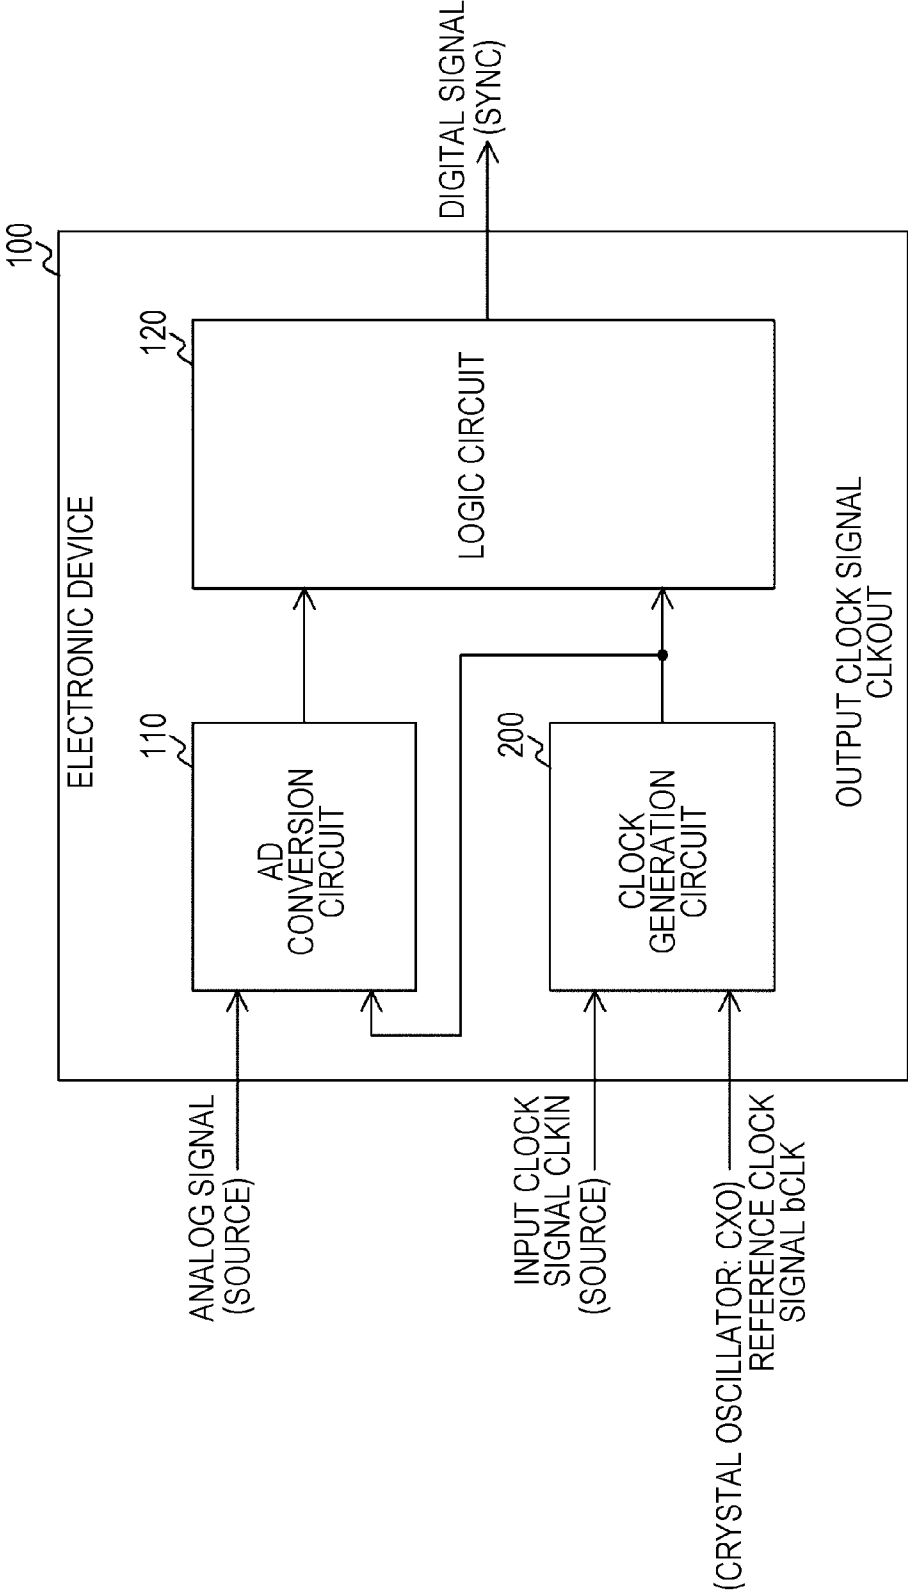 100
ELECTRONIC DEVICE
ANALOG SIGNAL
(SOURCE)
110
AD
CONVERSION
CIRCUIT
120
LOGIC CIRCUIT
DIGITAL SIGNAL
(SYNC)
INPUT CLOCK
SIGNAL CLKIN
(SOURCE)
200
CLOCK
GENERATION
CIRCUIT
(CRYSTAL OSCILLATOR: CXO)
REFERENCE CLOCK
SIGNAL bCLK
OUTPUT CLOCK SIGNAL
CLKOUT